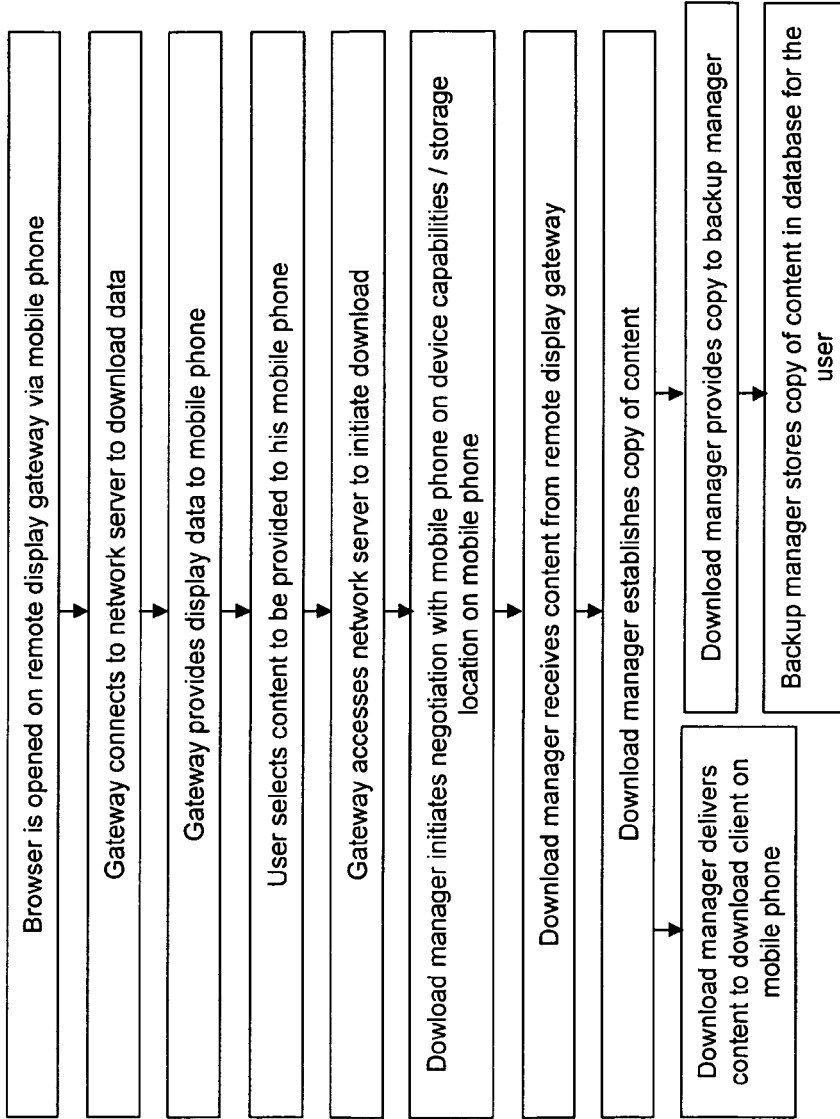 Browser is opened on remote display gateway via mobile phone
Gateway connects to network server to download data
Gateway provides display data to mobile phone
User selects content to be provided to his mobile phone
Gateway accesses network server to initiate download
Dowload manager initiates negotiation with mobile phone on device capabilities / storage
location on mobile phone
Download manager receives content from remote display gateway
Download manager establishes copy of content
Download manager delivers
content to download client on
mobile phone
Download manager provides copy to backup manager
Backup manager stores copy of content in database for the
user